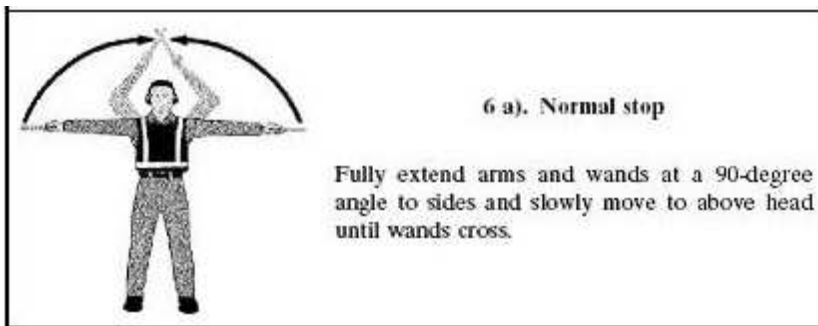 6 a). Normal stop
Fully extend arms and wands at a 90-degree
angle to sides and slowly move to above head
until wands cross.